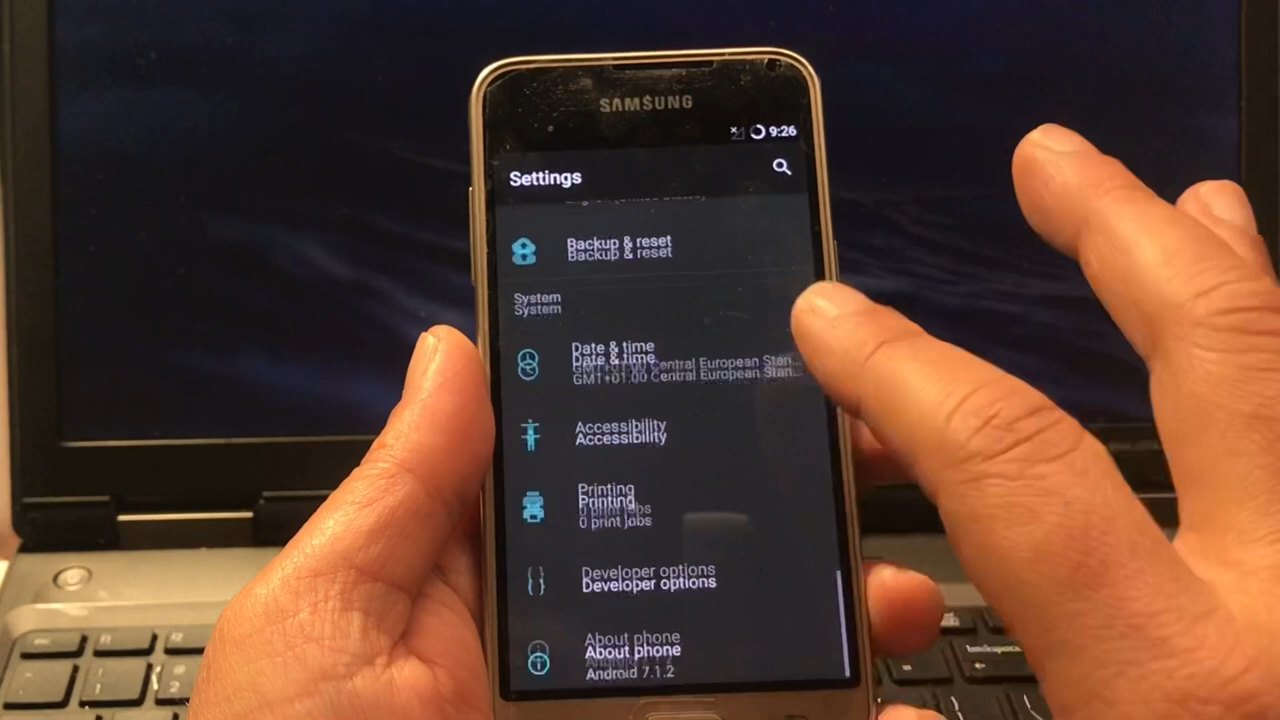 SAMSUNG
9:26
Settings
Backup & reset
System
Date & time
GMT+01:00 Central European Stan...
Accessibility
Printing
0 print jobs
Developer options
About phone
Android 7.1.2